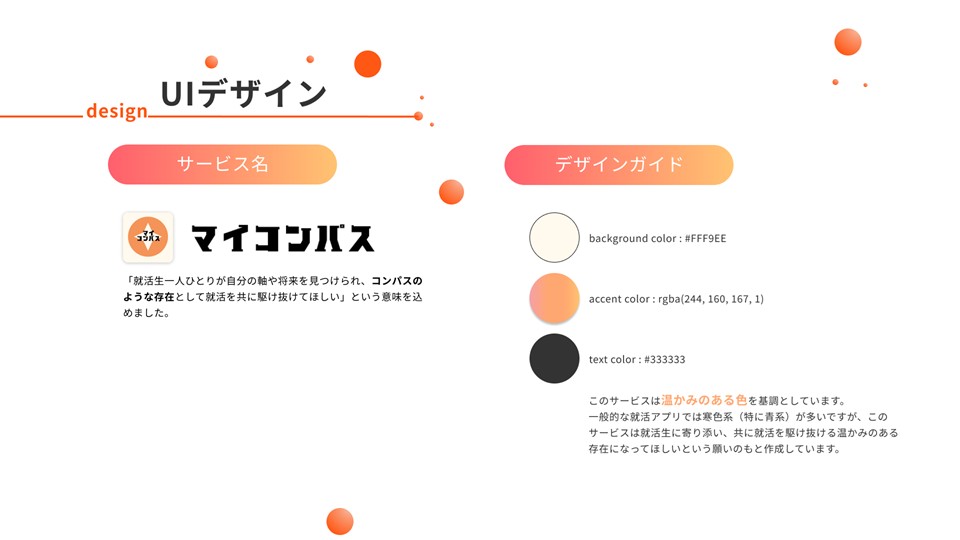 UIデザイン
design
サービス名
マイ
コンパス
マイコンパス
「就活生一人ひとりが自分の軸や将来を見つけられ、コンパスの
ような存在として就活を共に駆け抜けてほしい」という意味を込
めました。
デザインガイド
background color : #FFF9EE
accent color : rgba(244, 160, 167, 1)
text color : #333333
このサービスは温かみのある色を基調としています。
一般的な就活アプリでは寒色系（特に青系）が多いですが、この
サービスは就活生に寄り添い、共に就活を駆け抜ける温かみのある
存在になってほしいという願いのもと作成しています。